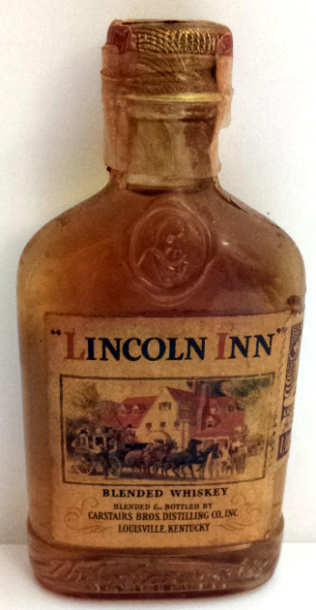 "LINCOLN INN"
BLENDED WHISKEY
BLENDED & BOTTLED BY
CARSTAIRS BROS. DISTILLING CO., INC.
LOUISVILLE, KENTUCKY